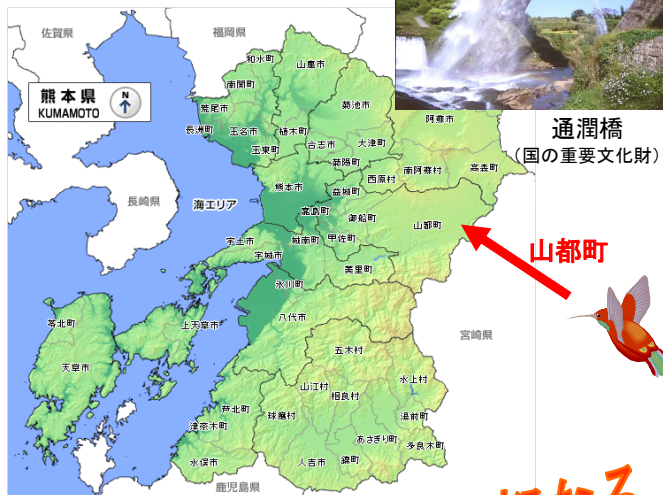 佐賀県
福岡県
和水町
山鹿市
南関町
熊本県
KUMAMOTO
N
荒尾市
菊池市
阿蘇市
長洲町
玉名市
植木町
玉東町
合志市
大津町
菊陽町
西原村
南阿蘇村
高森町
熊本市
益城町
長崎県
海エリア
嘉島町
御船町
山都町
宇土市
城南町
甲佐町
宇城市
美里町
氷川町
八代市
苓北町
上天草市
天草市
宮崎県
五木村
山江村
水上村
相良村
芦北町
球磨村
湯前町
津奈木町
あさぎり町
多良木町
水俣市
人吉市
錦町
鹿児島県
通潤橋
（国の重要文化財）
山都町